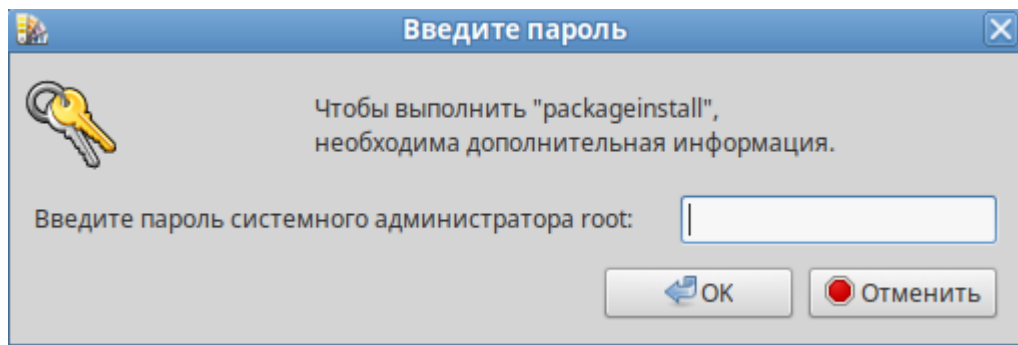 Введите пароль
Чтобы выполнить "packageinstall",
необходима дополнительная информация.
Введите пароль системного администратора root:
OK
Отменить